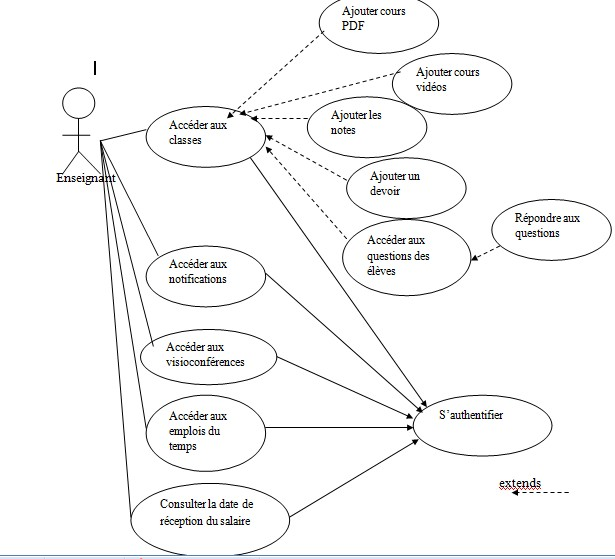 Ajouter cours
PDF
Ajouter cours
vidéos
Accéder aux
classes
Ajouter les
notes
Enseignant
Ajouter un
devoir
Accéder aux
questions des
élèves
Répondre aux
questions
Accéder aux
notifications
Accéder aux
visioconférences
Accéder aux
emplois du
temps
S'authentifier
Consulter la date de
réception du salaire
extends